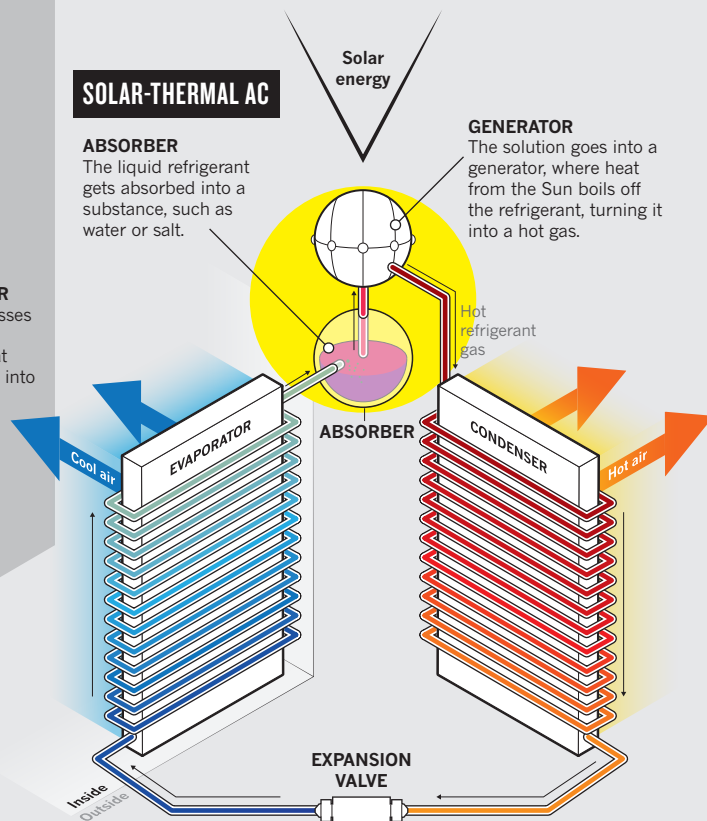 Solar
energy
SOLAR-THERMAL AC
ABSORBER
The liquid refrigerant
gets absorbed into a
substance, such as
water or salt.
GENERATOR
The solution goes into a
generator, where heat
from the Sun boils off
the refrigerant, turning it
into a hot gas.
R
sses
t
into
Hot
refrigerant
gas
ABSORBER
EVAPORATOR
CONDENSER
Cool air
Hot air
EXPANSION
VALVE
Inside
Outside